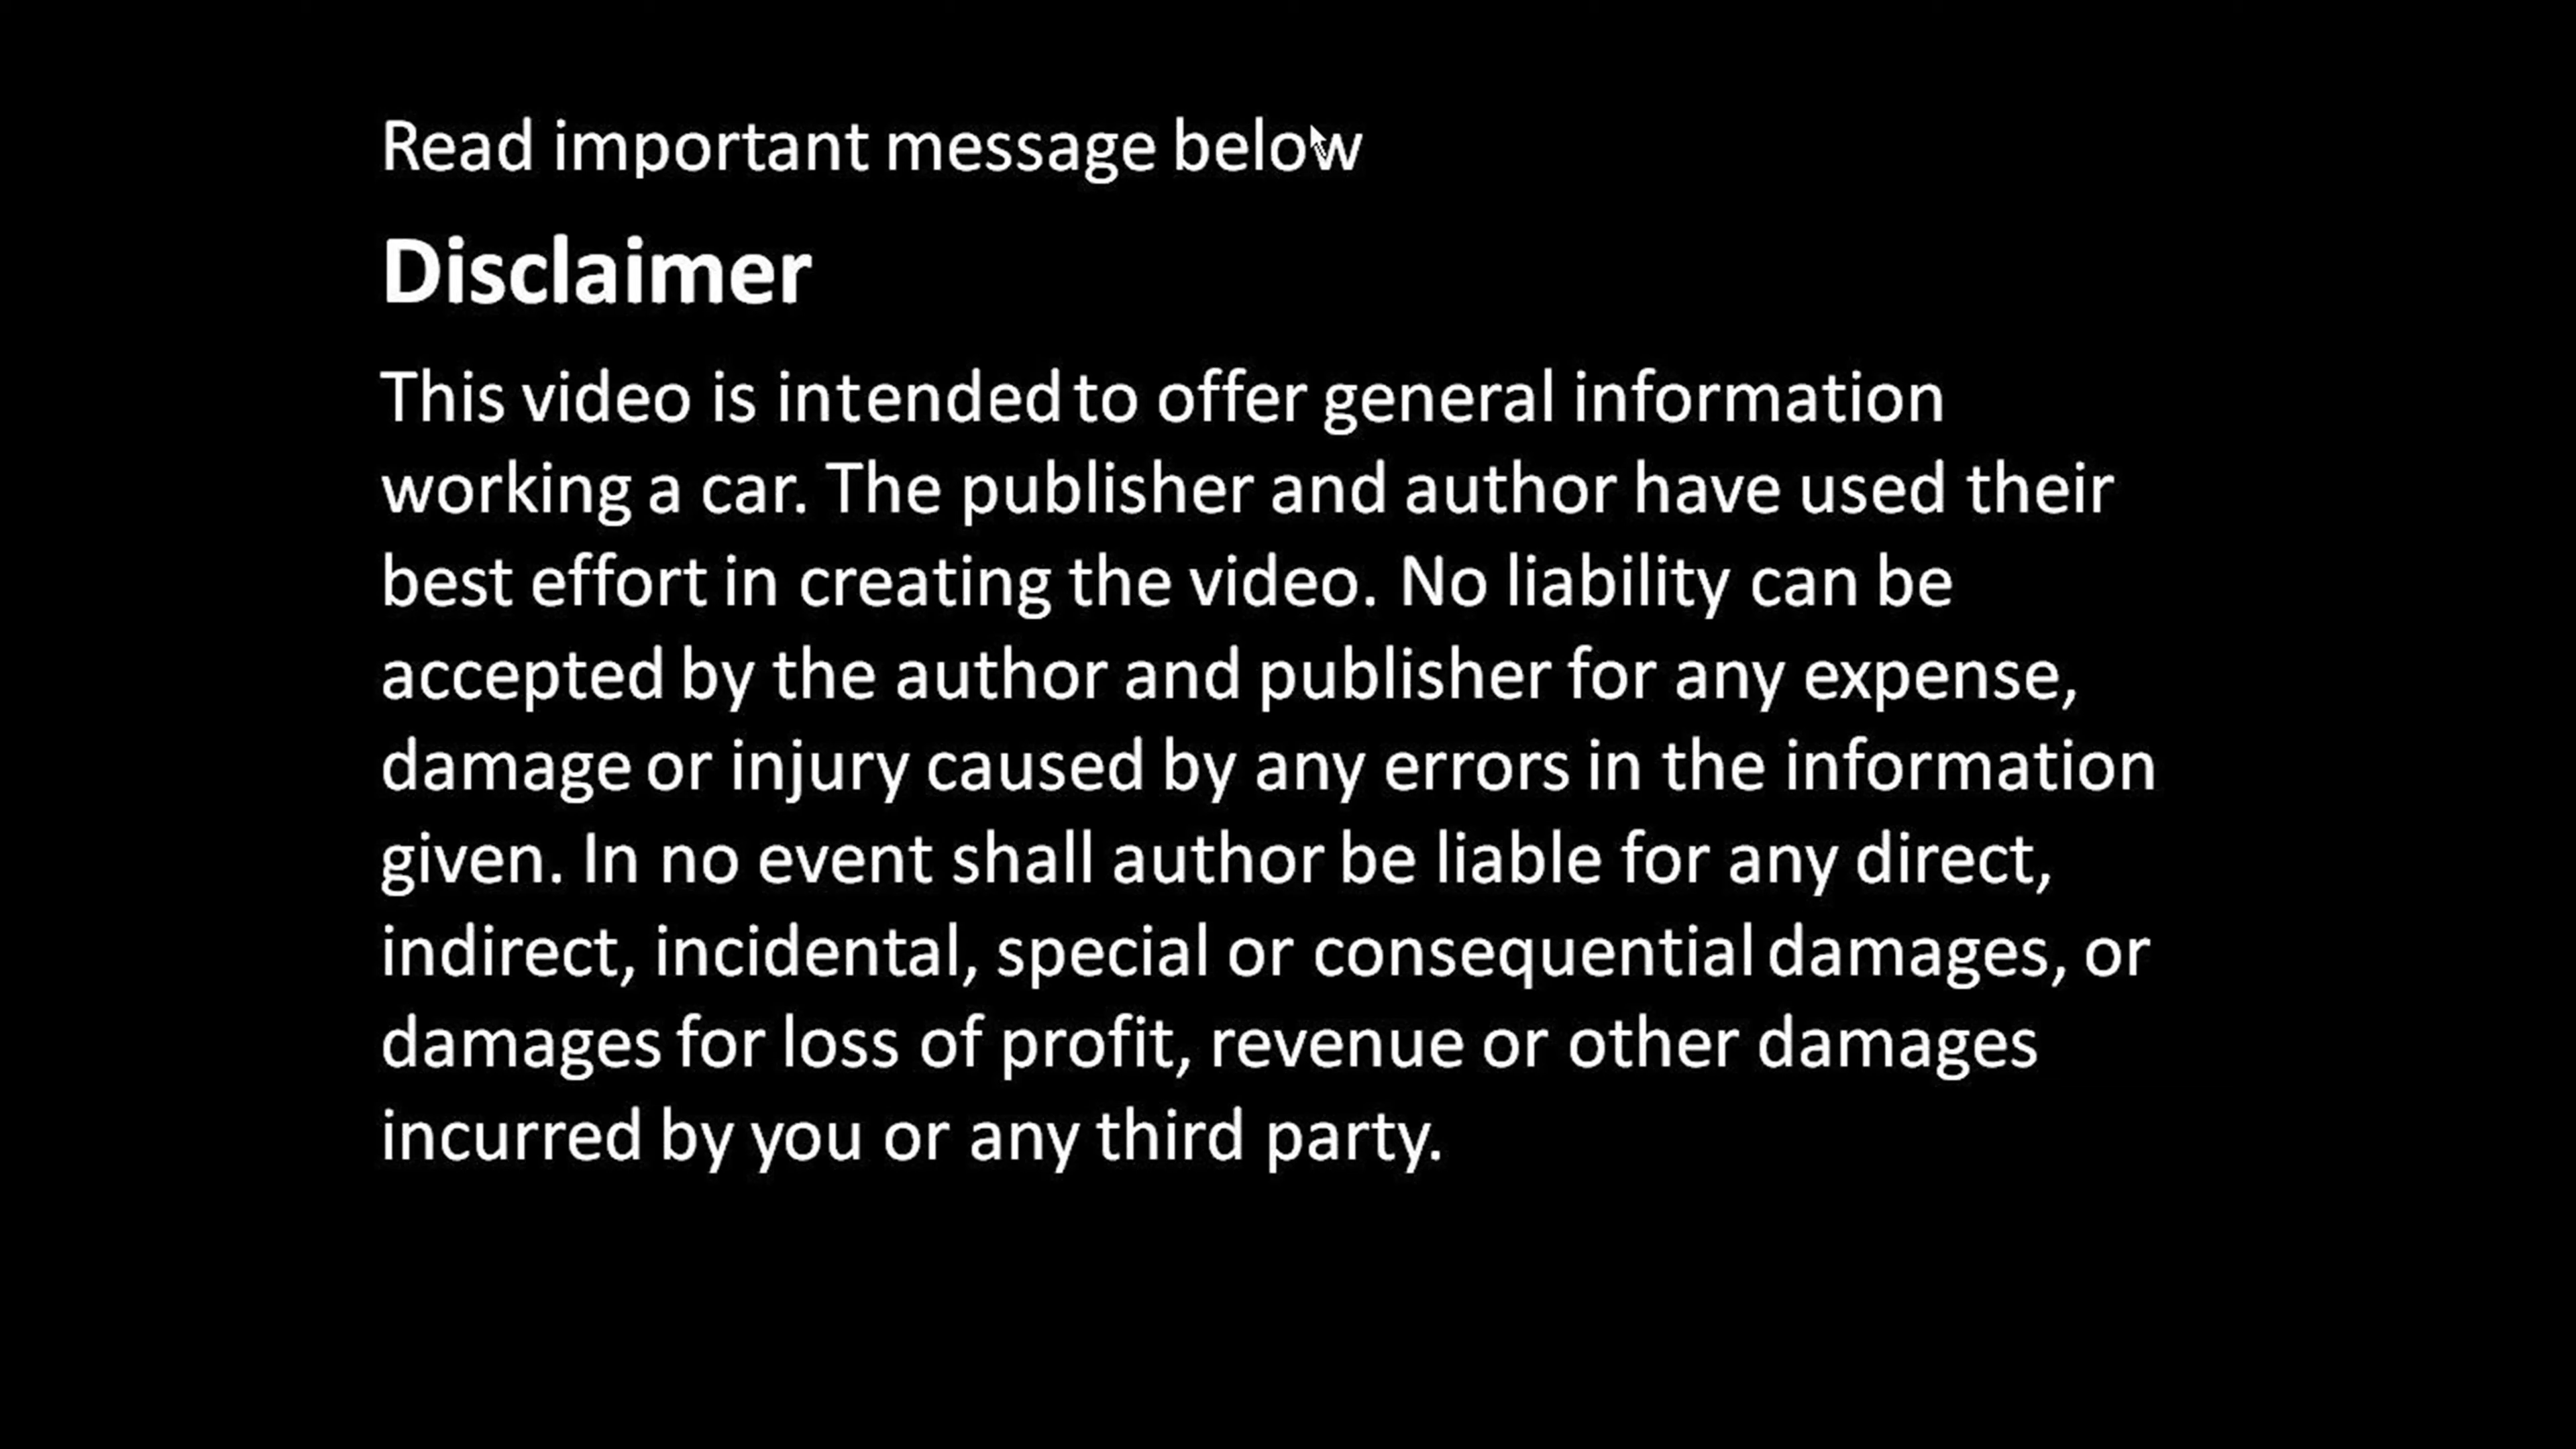 Read important message below
Disclaimer
This video is intended to offer general information
working a car. The publisher and author have used their
best effort in creating the video. No liability can be
accepted by the author and publisher for any expense,
damage or injury caused by any errors in the information
given. In no event shall author be liable for any direct,
indirect, incidental, special or consequential damages, or
damages for loss of profit, revenue or other damages
incurred by you or any third party.